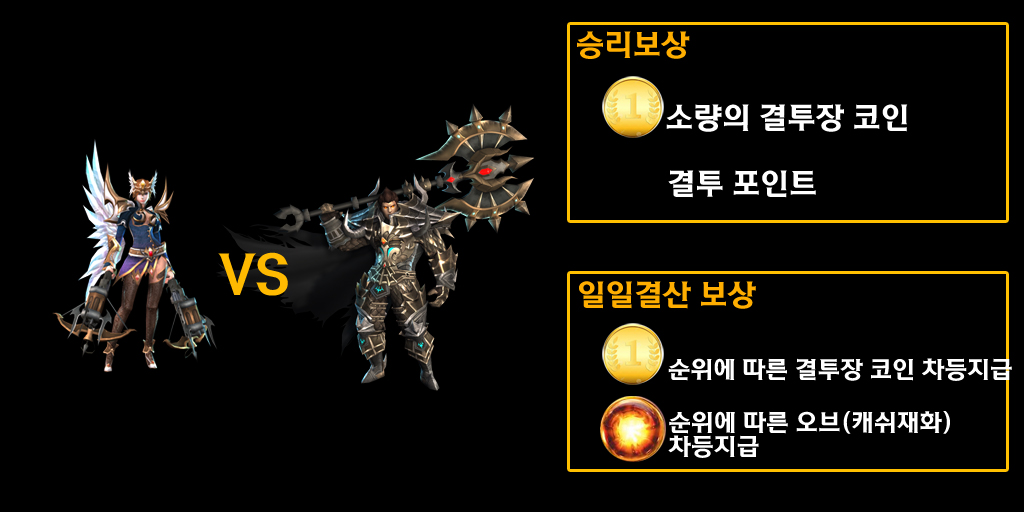 VS
승리보상
1
소량의 결투장 코인
결투 포인트
일일결산 보상
1
순위에 따른 결투장 코인 차등지급
순위에 따른 오브(캐쉬재화)
차등지급